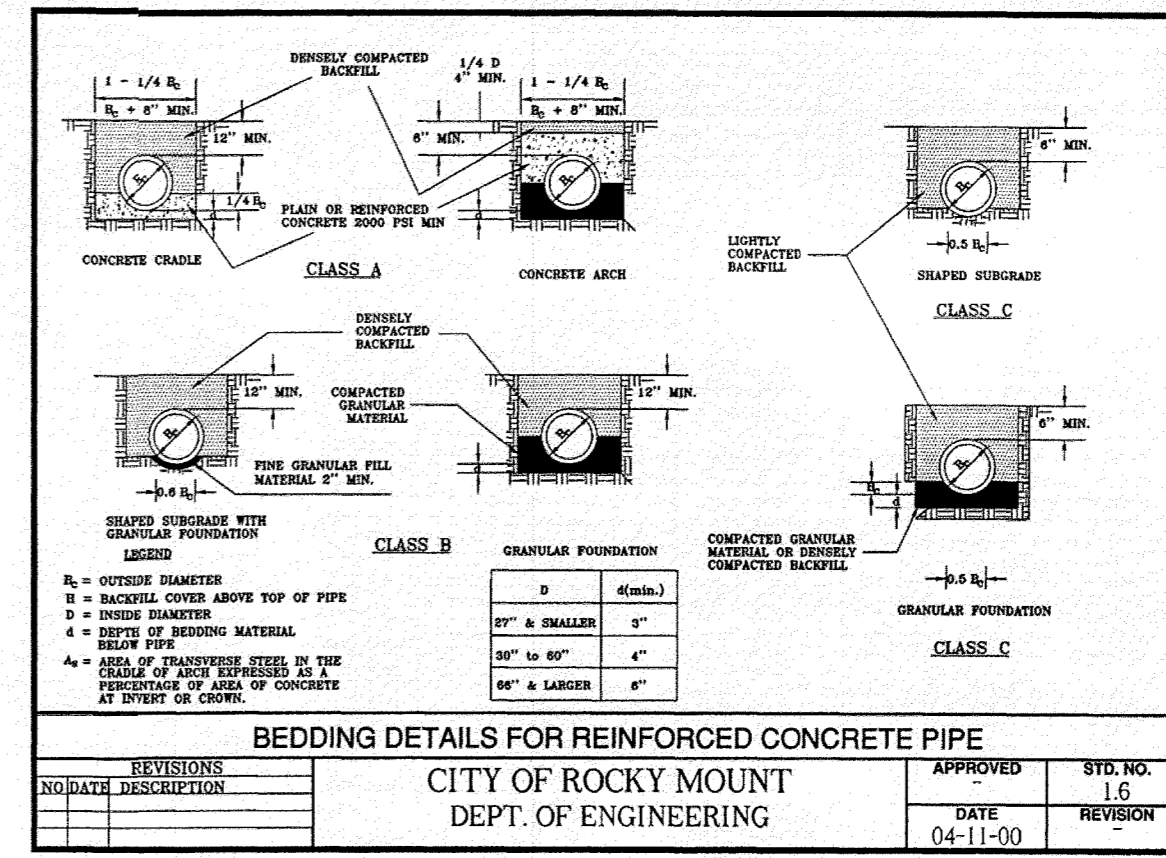 DENSELY COMPACTED
BACKFILL
1/4 D
4" MIN.
1 - 1/4 Bc
Bc + 8" MIN.
12" MIN.
Bc
1/4 Bc
d
CONCRETE CRADLE
1 - 1/4 Bc
Bc + 8" MIN.
6" MIN.
Bc
d
PLAIN OR REINFORCED
CONCRETE 2000 PSI MIN
CLASS A
CONCRETE ARCH
6" MIN.
Bc
LIGHTLY
COMPACTED
BACKFILL
0.5 Bc
SHAPED SUBGRADE
CLASS C
DENSELY
COMPACTED
BACKFILL
12" MIN.
Bc
COMPACTED
GRANULAR
MATERIAL
FINE GRANULAR FILL
MATERIAL 2" MIN.
0.6 Bc
SHAPED SUBGRADE WITH
GRANULAR FOUNDATION
12" MIN.
Bc
d
CLASS B
GRANULAR FOUNDATION
6" MIN.
Bc
Bc
d
COMPACTED GRANULAR
MATERIAL OR DENSELY
COMPACTED BACKFILL
0.5 Bc
GRANULAR FOUNDATION
CLASS C
LEGEND
Bc = OUTSIDE DIAMETER
H = BACKFILL COVER ABOVE TOP OF PIPE
D = INSIDE DIAMETER
d = DEPTH OF BEDDING MATERIAL
BELOW PIPE
As = AREA OF TRANSVERSE STEEL IN THE
CRADLE OF ARCH EXPRESSED AS A
PERCENTAGE OF AREA OF CONCRETE
AT INVERT OR CROWN.
D d(min.)
27" & SMALLER 3"
30" to 60" 4"
66" & LARGER 6"
BEDDING DETAILS FOR REINFORCED CONCRETE PIPE
REVISIONS
NO DATE DESCRIPTION
CITY OF ROCKY MOUNT
DEPT. OF ENGINEERING
APPROVED
-
STD. NO.
1.6
DATE
04-11-00
REVISION
-